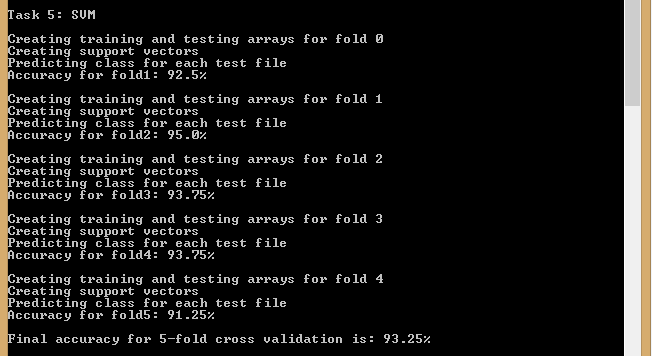 Task 5: SVM
Creating training and testing arrays for fold 0
Creating support vectors
Predicting class for each test file
Accuracy for fold1: 92.5%
Creating training and testing arrays for fold 1
Creating support vectors
Predicting class for each test file
Accuracy for fold2: 95.0%
Creating training and testing arrays for fold 2
Creating support vectors
Predicting class for each test file
Accuracy for fold3: 93.75%
Creating training and testing arrays for fold 3
Creating support vectors
Predicting class for each test file
Accuracy for fold4: 93.75%
Creating training and testing arrays for fold 4
Creating support vectors
Predicting class for each test file
Accuracy for fold5: 91.25%
Final accuracy for 5-fold cross validation is: 93.25%